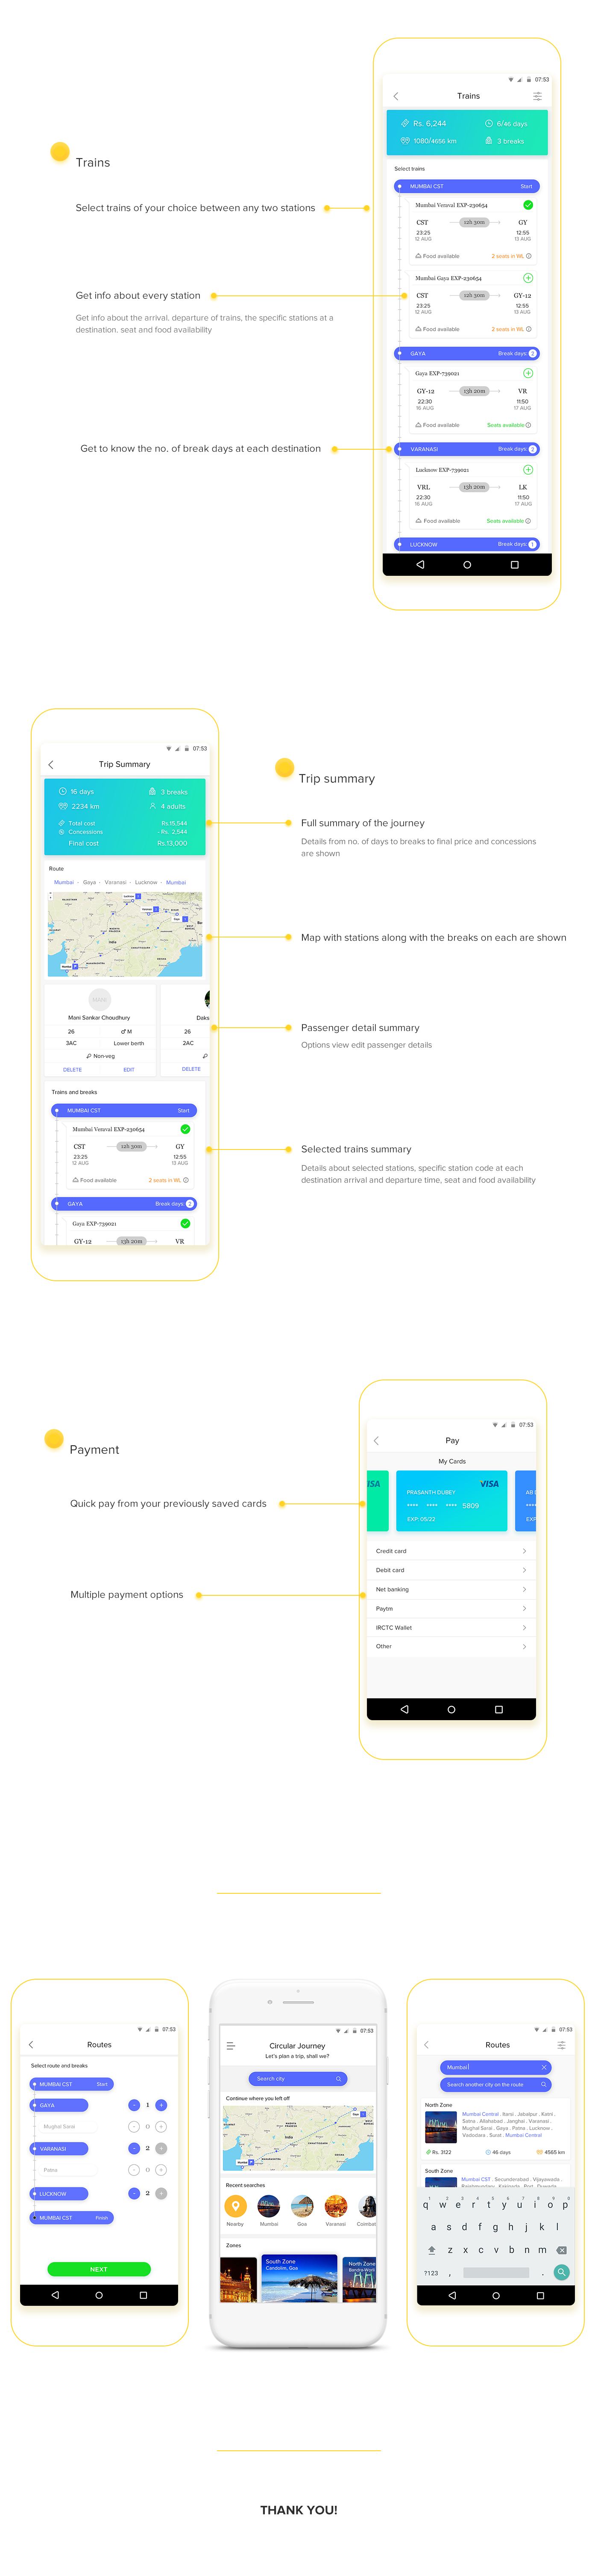 07:53
Trains
Rs. 6,244
6/46 days
1080/4656 km
3 breaks
Select trains
MUMBAI CST
Start
Mumbai Veraval EXP-230654
CST
12h 30m
GY
23:25
12:55
12 AUG
13 AUG
Food available
2 seats in WL
Mumbai Gaya EXP-230654
CST
12h 30m
GY-12
23:25
12:55
12 AUG
13 AUG
Food available
2 seats in WL
GAYA
Break days: 2
Gaya EXP-739021
GY-12
13h 20m
VR
22:30
11:50
16 AUG
17 AUG
Food available
Seats available
VARANASI
Break days: 2
Lucknow EXP-739021
VRL
13h 20m
LK
22:30
11:50
16 AUG
17 AUG
Food available
Seats available
LUCKNOW
Break days: 1
Trains
Select trains of your choice between any two stations
Get info about every station
Get info about the arrival. departure of trains, the specific stations at a
destination. seat and food availability
Get to know the no. of break days at each destination
07:53
Trip Summary
16 days
3 breaks
2234 km
4 adults
Total cost
Rs.15,544
Concessions
- Rs. 2,544
Final cost
Rs.13,000
Route
Mumbai - Gaya - Varanasi - Lucknow - Mumbai
Mani Sankar Choudhury
Daks
26
M
26
3AC
Lower berth
2AC
Non-veg
DELETE
EDIT
DELETE
Trains and breaks
MUMBAI CST
Start
Mumbai Veraval EXP-230654
CST
12h 30m
GY
23:25
12:55
12 AUG
13 AUG
Food available
2 seats in WL
GAYA
Break days: 2
Gaya EXP-739021
GY-12
13h 20m
VR
Trip summary
Full summary of the journey
Details from no. of days to breaks to final price and concessions
are shown
Map with stations along with the breaks on each are shown
Passenger detail summary
Options view edit passenger details
Selected trains summary
Details about selected stations, specific station code at each
destination arrival and departure time, seat and food availability
Payment
Quick pay from your previously saved cards
Multiple payment options
07:53
Pay
My Cards
ISA
VISA
PRASANTH DUBEY
AB
**** **** **** 5809
****
EXP. 05/22
EXP
Credit card
Debit card
Net banking
Paytm
IRCTC Wallet
Other
07:53
Routes
Select route and breaks
MUMBAI CST
Start
GAYA
- 1 +
Mughal Sarai
- 0 +
VARANASI
- 2 +
Patna
- 0 +
LUCKNOW
- 2 +
MUMBAI CST
Finish
NEXT
07:53
Circular Journey
Let's plan a trip, shall we?
Search city
Continue where you left off
Recent searches
Nearby
Mumbai
Goa
Varanasi
Coimbat
Zones
South Zone
Candolim, Goa
North Zone
07:53
Routes
Mumbai
X
Search another city on the route
North Zone
Mumbai Central . Itarsi . Jabalpur . Katni .
Satna . Allahabad . Janghai . Varanasi .
Mughal Sarai . Gaya . Patna . Lucknow .
Vadodara . Surat . Mumbai Central
Rs. 3122
46 days
4565 km
South Zone
Mumbai CST . Secunderabad . Vijayawada .
q w e r t y u i o p
a s d f g h j k l
z x c v b n m
?123 , .
THANK YOU!